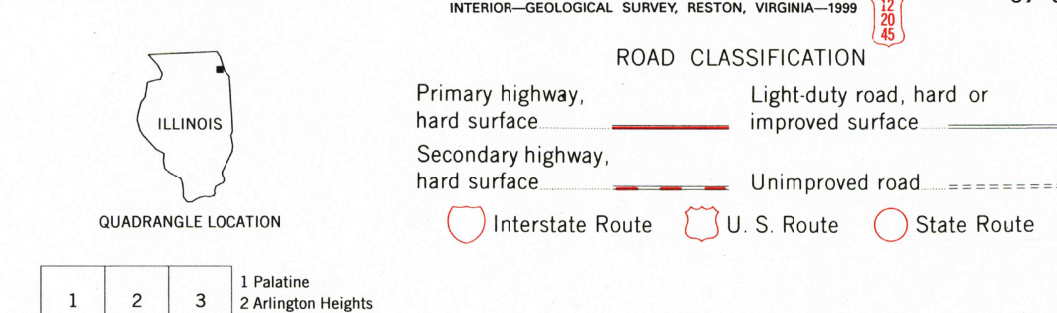 INTERIOR—GEOLOGICAL SURVEY, RESTON, VIRGINIA—1999
12
20
45
ROAD CLASSIFICATION
Primary highway,
hard surface
Light-duty road, hard or
improved surface
Secondary highway,
hard surface
Unimproved road
Interstate Route
U. S. Route
State Route
ILLINOIS
QUADRANGLE LOCATION
1 2 3
1 Palatine
2 Arlington Heights